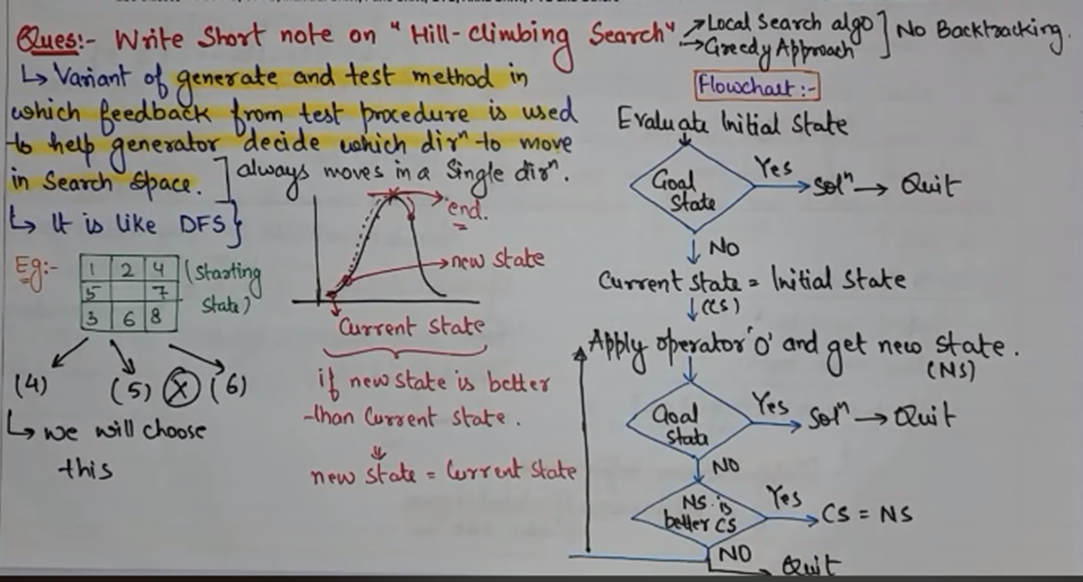 Ques:- Write Short note on "Hill-Climbing Search" →Local Search algo
→Greedy Approach
] No Backtracking.
↳ Variant of generate and test method in
which feedback from test procedure is used
to help generator decide which dirⁿ to move
in Search Space. ] always moves in a Single dirⁿ.
↳ It is like DFS}
Eg:-
1 2 4
5 7
3 6 8
(Starting
State)
(4) (5) X (6)
↳ we will choose
this
end.
new state
Current State
if new state is better
than Current State.
new state = Current State
Flowchart :-
Evaluate Initial State
Goal
State
Yes
Solⁿ → Quit
NO
Current State = Initial State
(CS)
Apply operator 'O' and get new state.
(NS)
Goal
State
Yes
Solⁿ → Quit
NO
NS is
better CS
Yes
CS = NS
NO
Quit